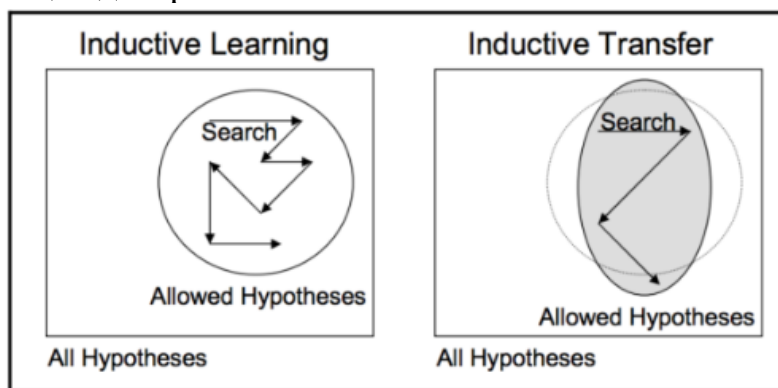 Inductive Learning
Inductive Transfer
Search
Allowed Hypotheses
All Hypotheses
Search
Allowed Hypotheses
All Hypotheses